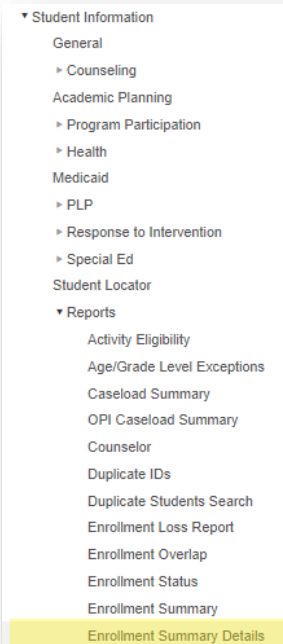 Student Information
General
Counseling
Academic Planning
Program Participation
Health
Medicaid
PLP
Response to Intervention
Special Ed
Student Locator
Reports
Activity Eligibility
Age/Grade Level Exceptions
Caseload Summary
OPI Caseload Summary
Counselor
Duplicate IDs
Duplicate Students Search
Enrollment Loss Report
Enrollment Overlap
Enrollment Status
Enrollment Summary
Enrollment Summary Details